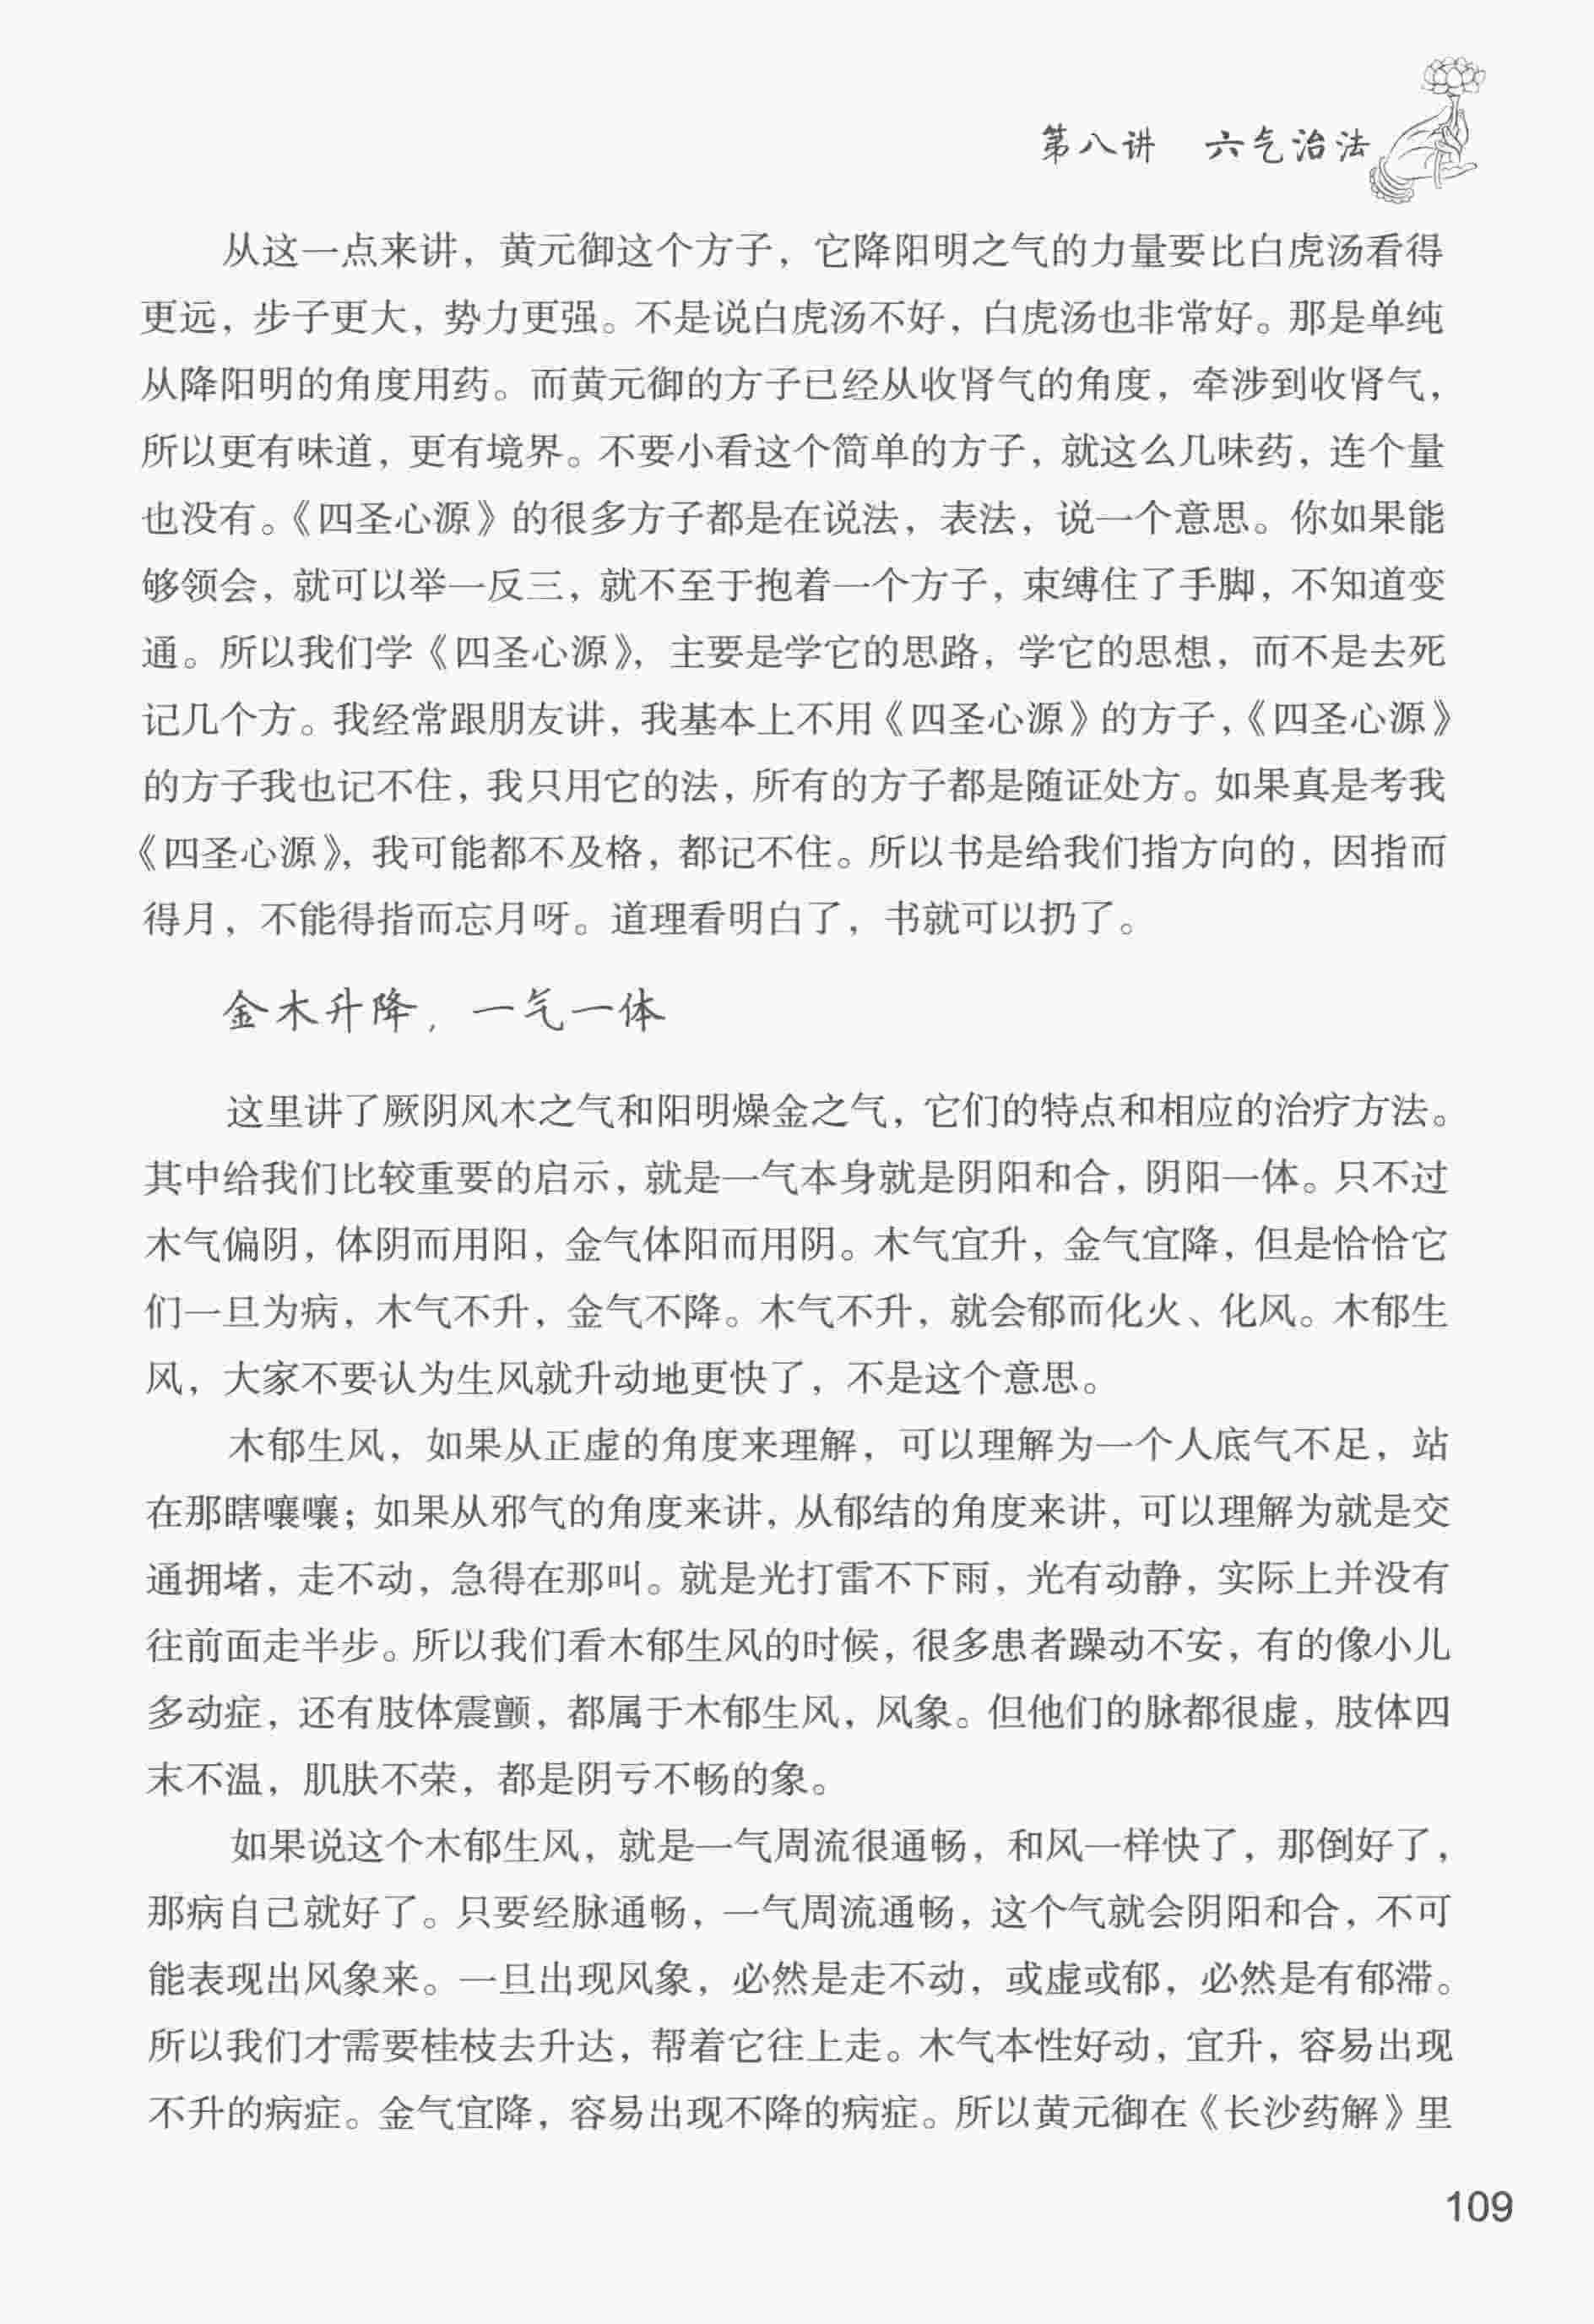 第八讲　六气治法
从这一点来讲，黄元御这个方子，它降阳明之气的力量要比白虎汤看得
更远，步子更大，势力更强。不是说白虎汤不好，白虎汤也非常好。那是单纯
从降阳明的角度用药。而黄元御的方子已经从收肾气的角度，牵涉到收肾气，
所以更有味道，更有境界。不要小看这个简单的方子，就这么几味药，连个量
也没有。《四圣心源》的很多方子都是在说法，表法，说一个意思。你如果能
够领会，就可以举一反三，就不至于抱着一个方子，束缚住了手脚，不知道变
通。所以我们学《四圣心源》，主要是学它的思路，学它的思想，而不是去死
记几个方。我经常跟朋友讲，我基本上不用《四圣心源》的方子，《四圣心源》
的方子我也记不住，我只用它的法，所有的方子都是随证处方。如果真是考我
《四圣心源》，我可能都不及格，都记不住。所以书是给我们指方向的，因指而
得月，不能得指而忘月呀。道理看明白了，书就可以扔了。
金木升降，一气一体
这里讲了厥阴风木之气和阳明燥金之气，它们的特点和相应的治疗方法。
其中给我们比较重要的启示，就是一气本身就是阴阳和合，阴阳一体。只不过
木气偏阴，体阴而用阳，金气体阳而用阴。木气宜升，金气宜降，但是恰恰它
们一旦为病，木气不升，金气不降。木气不升，就会郁而化火、化风。木郁生
风，大家不要认为生风就升动地更快了，不是这个意思。
木郁生风，如果从正虚的角度来理解，可以理解为一个人底气不足，站
在那瞎嚷嚷；如果从邪气的角度来讲，从郁结的角度来讲，可以理解为就是交
通拥堵，走不动，急得在那叫。就是光打雷不下雨，光有动静，实际上并没有
往前面走半步。所以我们看木郁生风的时候，很多患者躁动不安，有的像小儿
多动症，还有肢体震颤，都属于木郁生风，风象。但他们的脉都很虚，肢体四
末不温，肌肤不荣，都是阴亏不畅的象。
如果说这个木郁生风，就是一气周流很通畅，和风一样快了，那倒好了，
那病自己就好了。只要经脉通畅，一气周流通畅，这个气就会阴阳和合，不可
能表现出风象来。一旦出现风象，必然是走不动，或虚或郁，必然是有郁滞。
所以我们才需要桂枝去升达，帮着它往上走。木气本性好动，宜升，容易出现
不升的病症。金气宜降，容易出现不降的病症。所以黄元御在《长沙药解》里
109